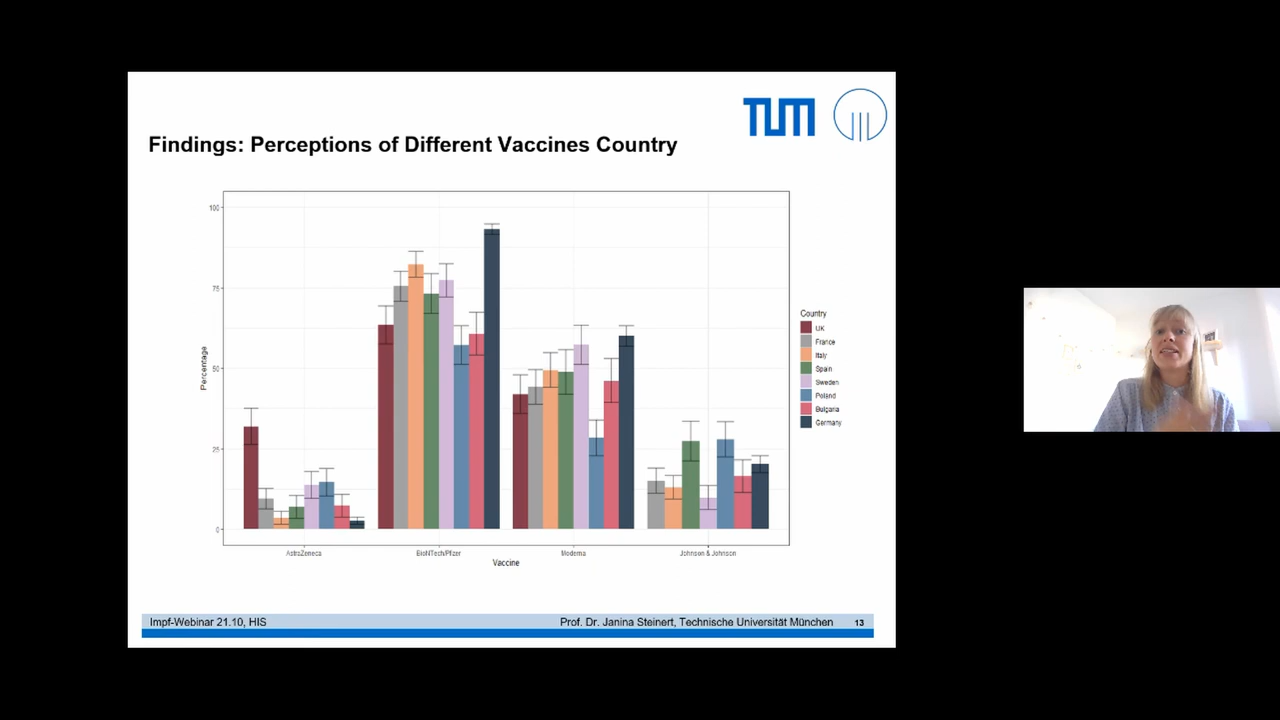 TUM
Findings: Perceptions of Different Vaccines Country
100
75
50
25
0
Percentage
AstraZeneca
BioNTech/Pfizer
Moderna
Johnson & Johnson
Vaccine
Country
UK
France
Italy
Spain
Sweden
Poland
Bulgaria
Germany
Impf-Webinar 21.10, HIS
Prof. Dr. Janina Steinert, Technische Universität München 13